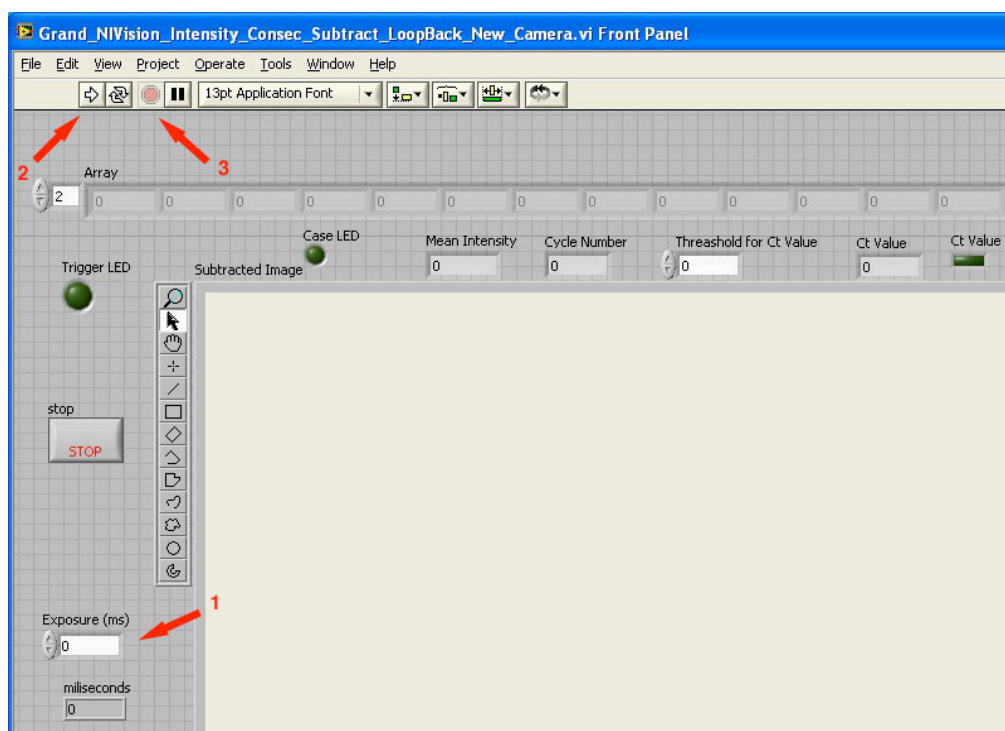 Grand_NIVision_Intensity_Consec_Subtract_LoopBack_New_Camera.vi Front Panel
File Edit View Project Operate Tools Window Help
13pt Application Font
2
3
Array
2 0 0 0 0 0 0 0 0 0 0 0 0 0
Case LED
Mean Intensity Cycle Number Threashold for Ct Value Ct Value Ct Value
0 0 0 0
Trigger LED Subtracted Image
stop
STOP
1
Exposure (ms)
0
miliseconds
0